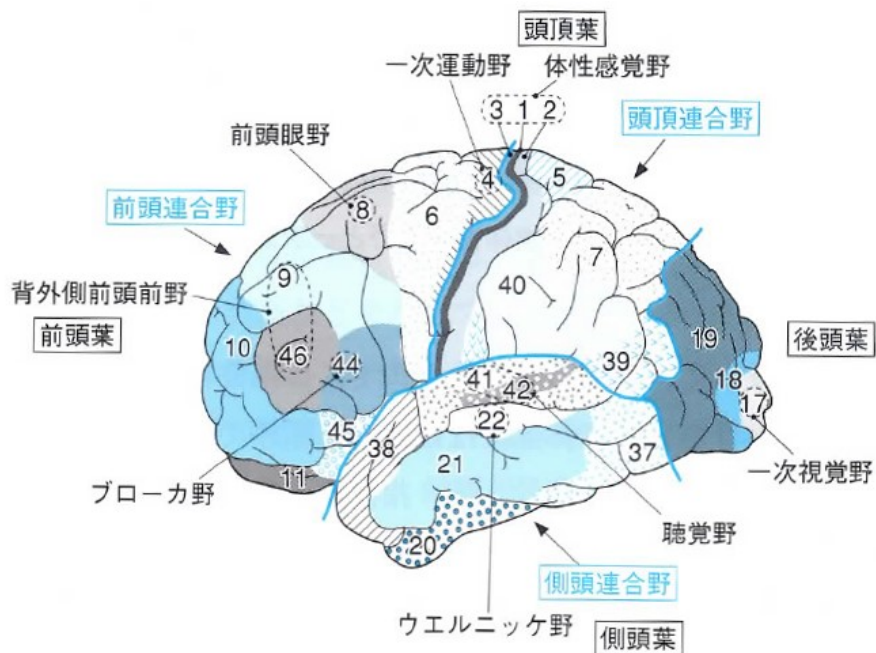 頭頂葉
一次運動野
体性感覚野
3 1 2
前頭眼野
頭頂連合野
4
5
前頭連合野
8
6
7
9
背外側前頭前野
40
前頭葉
10
46
44
19
後頭葉
39
41
42
18
17
45
22
38
21
37
11
一次視覚野
ブローカ野
聴覚野
20
側頭連合野
ウエルニッケ野
側頭葉